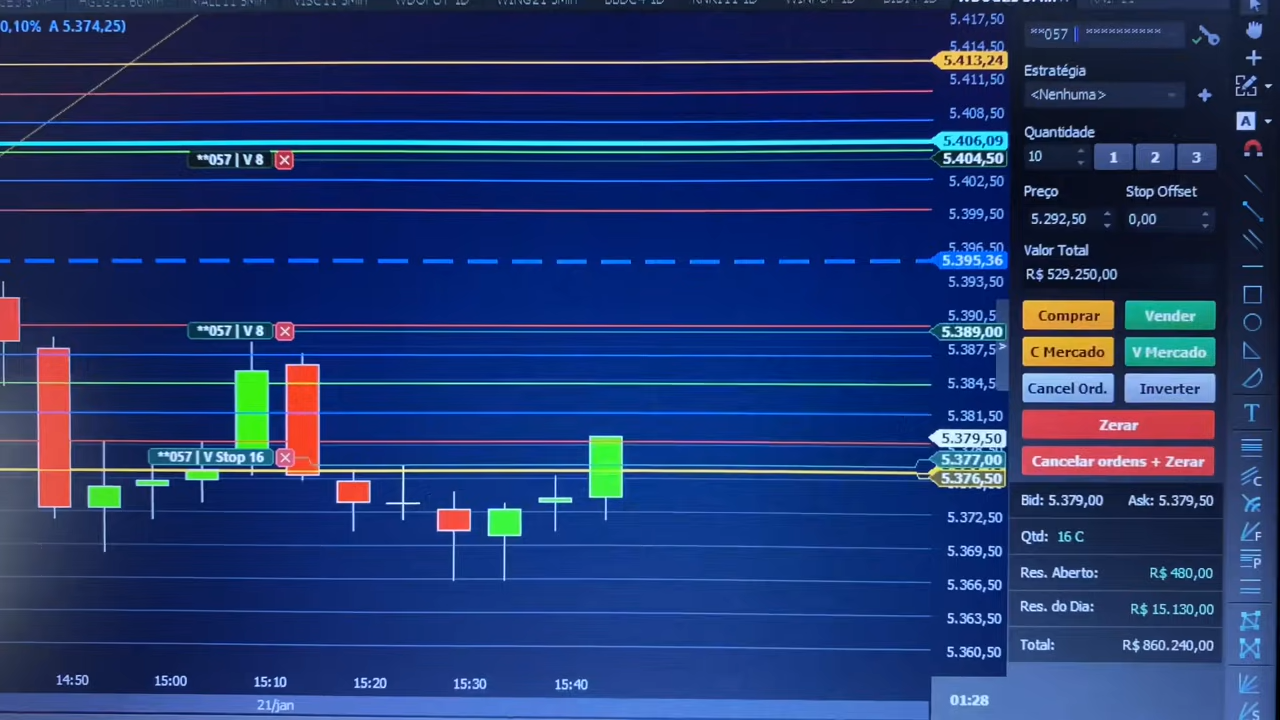 0,10% A 5.374,25)
**057 | V 8
**057 | V 8
**057 | V Stop 16
5.417,50
5.414,50
5.413,24
5.411,50
5.408,50
5.406,09
5.404,50
5.402,50
5.399,50
5.396,50
5.395,36
5.393,50
5.390,5
5.389,00
5.387,5
5.384,5
5.381,50
5.379,50
5.377,00
5.376,50
5.372,50
5.369,50
5.366,50
5.363,50
5.360,50
14:50 15:00 15:10 15:20 15:30 15:40
21/jan
01:28
**057 | **********
Estratégia
<Nenhuma>
Quantidade
10 1 2 3
Preço Stop Offset
5.292,50 0,00
Valor Total
R$ 529.250,00
Comprar Vender
C Mercado V Mercado
Cancel Ord. Inverter
Zerar
Cancelar ordens + Zerar
Bid: 5.379,00 Ask: 5.379,50
Qtd: 16 C
Res. Aberto: R$ 480,00
Res. do Dia: R$ 15.130,00
Total: R$ 860.240,00
A
T
C
F
P
S